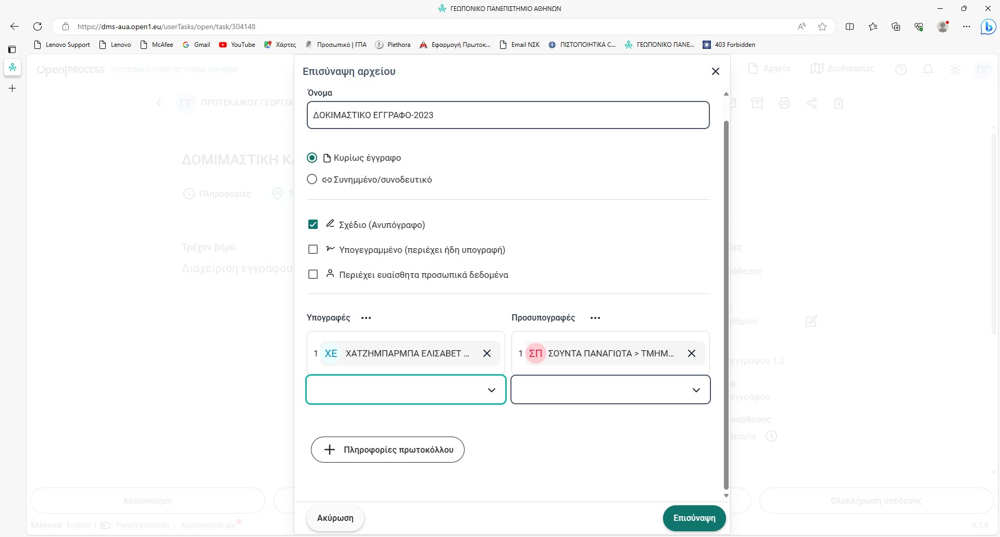 ΓΕΩΠΟΝΙΚΟ ΠΑΝΕΠΙΣΤΗΜΙΟ ΑΘΗΝΩΝ
https://dms-aua.open1.eu/userTasks/open/task/304148
Lenovo Support
Lenovo
McAfee
Gmail
YouTube
Χάρτες
Προσωπικό | ΓΠΑ
Plethora
Εφαρμογή Πρωτοκ...
Email ΝΣΚ
ΠΙΣΤΟΠΟΙΗΤΙΚΑ C...
ΓΕΩΠΟΝΙΚΟ ΠΑΝΕ...
403 Forbidden
Open|PROCESS ΓΕΩΠΟΝΙΚΟ ΠΑΝΕΠΙΣΤΗΜΙΟ ΑΘΗΝΩΝ
Αρχεία
Διαδικασίες
ΠΓ
ΠΓ ΠΡΩΤΕΚΔΙΚΟΥ ΓΕΩΡΓΙΑ
ΔΟΜΙΜΑΣΤΙΚΗ ΚΑ
Πληροφορίες
Τρέχον βήμα
Διαχείριση εγγράφου
Επισύναψη αρχείου
Όνομα
ΔΟΚΙΜΑΣΤΙΚΟ ΕΓΓΡΑΦΟ-2023
Κυρίως έγγραφο
Συνημμένο/συνοδευτικό
Σχέδιο (Ανυπόγραφο)
Υπογεγραμμένο (περιέχει ήδη υπογραφή)
Περιέχει ευαίσθητα προσωπικά δεδομένα
Υπογραφές
Προσυπογραφές
1 ΧΕ ΧΑΤΖΗΜΠΑΡΜΠΑ ΕΛΙΣΑΒΕΤ ...
1 ΣΠ ΣΟΥΝΤΑ ΠΑΝΑΓΙΩΤΑ > ΤΜΗΜ...
Πληροφορίες πρωτοκόλλου
Ακύρωση
Επισύναψη
ίες
πόθεσης
άθμιση
εγγράφου 1.2
α
εγγράφου
υπόθεσης
θεσμία
Κοινοποίηση
Ολοκλήρωση υπόθεσης
Ελληνικά English | Υψηλή αντίθεση | Αξιολογήστε μας
6.7.6